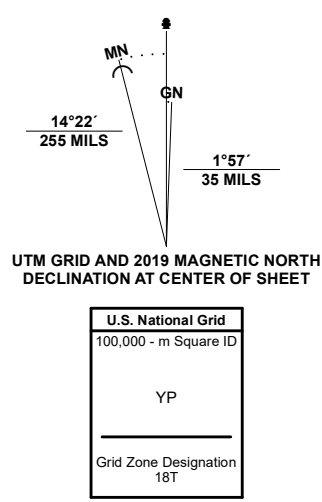 MN
GN
14°22´
255 MILS
1°57´
35 MILS
UTM GRID AND 2019 MAGNETIC NORTH
DECLINATION AT CENTER OF SHEET
U.S. National Grid
100,000 - m Square ID
YP
Grid Zone Designation
18T